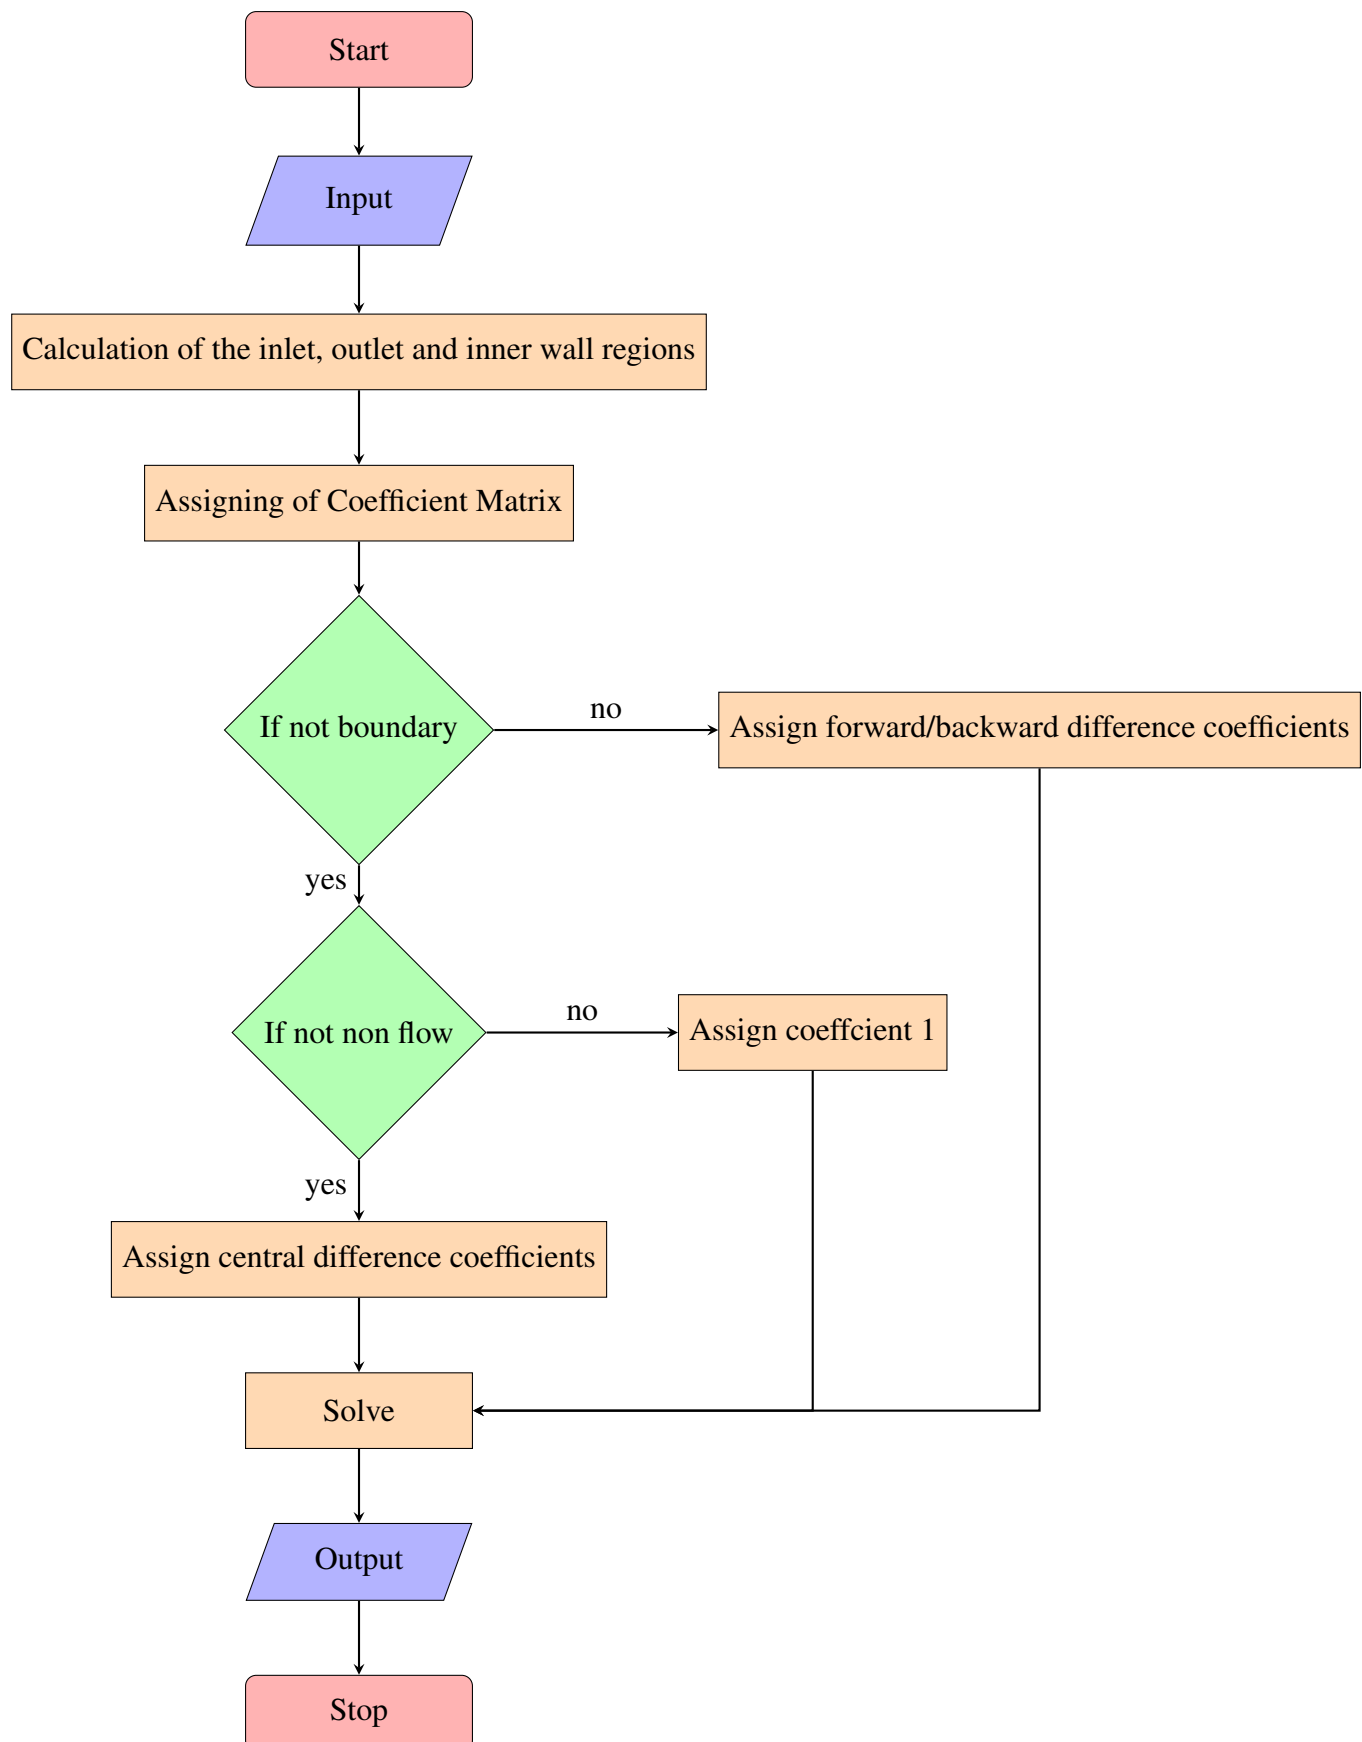 Start
Input
Calculation of the inlet, outlet and inner wall regions
Assigning of Coefficient Matrix
If not boundary
no
Assign forward/backward difference coefficients
yes
If not non flow
no
Assign coeffcient 1
yes
Assign central difference coefficients
Solve
Output
Stop